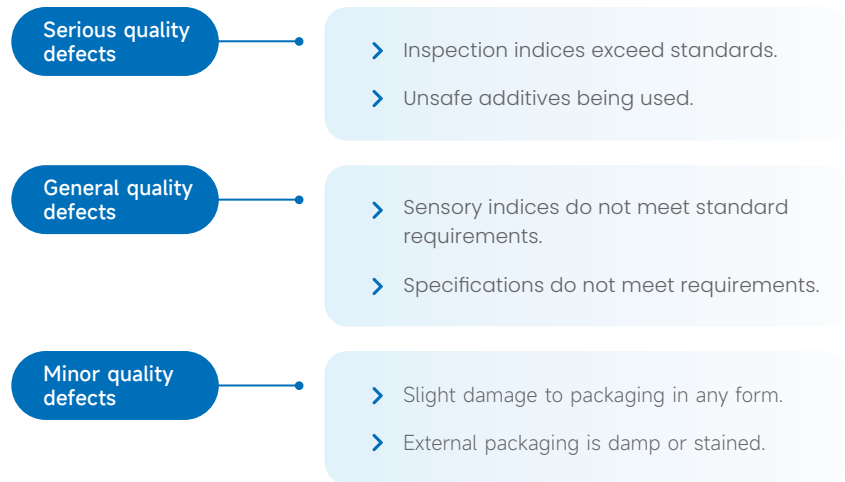 Serious quality
defects
Inspection indices exceed standards.
Unsafe additives being used.
General quality
defects
Sensory indices do not meet standard
requirements.
Specifications do not meet requirements.
Minor quality
defects
Slight damage to packaging in any form.
External packaging is damp or stained.